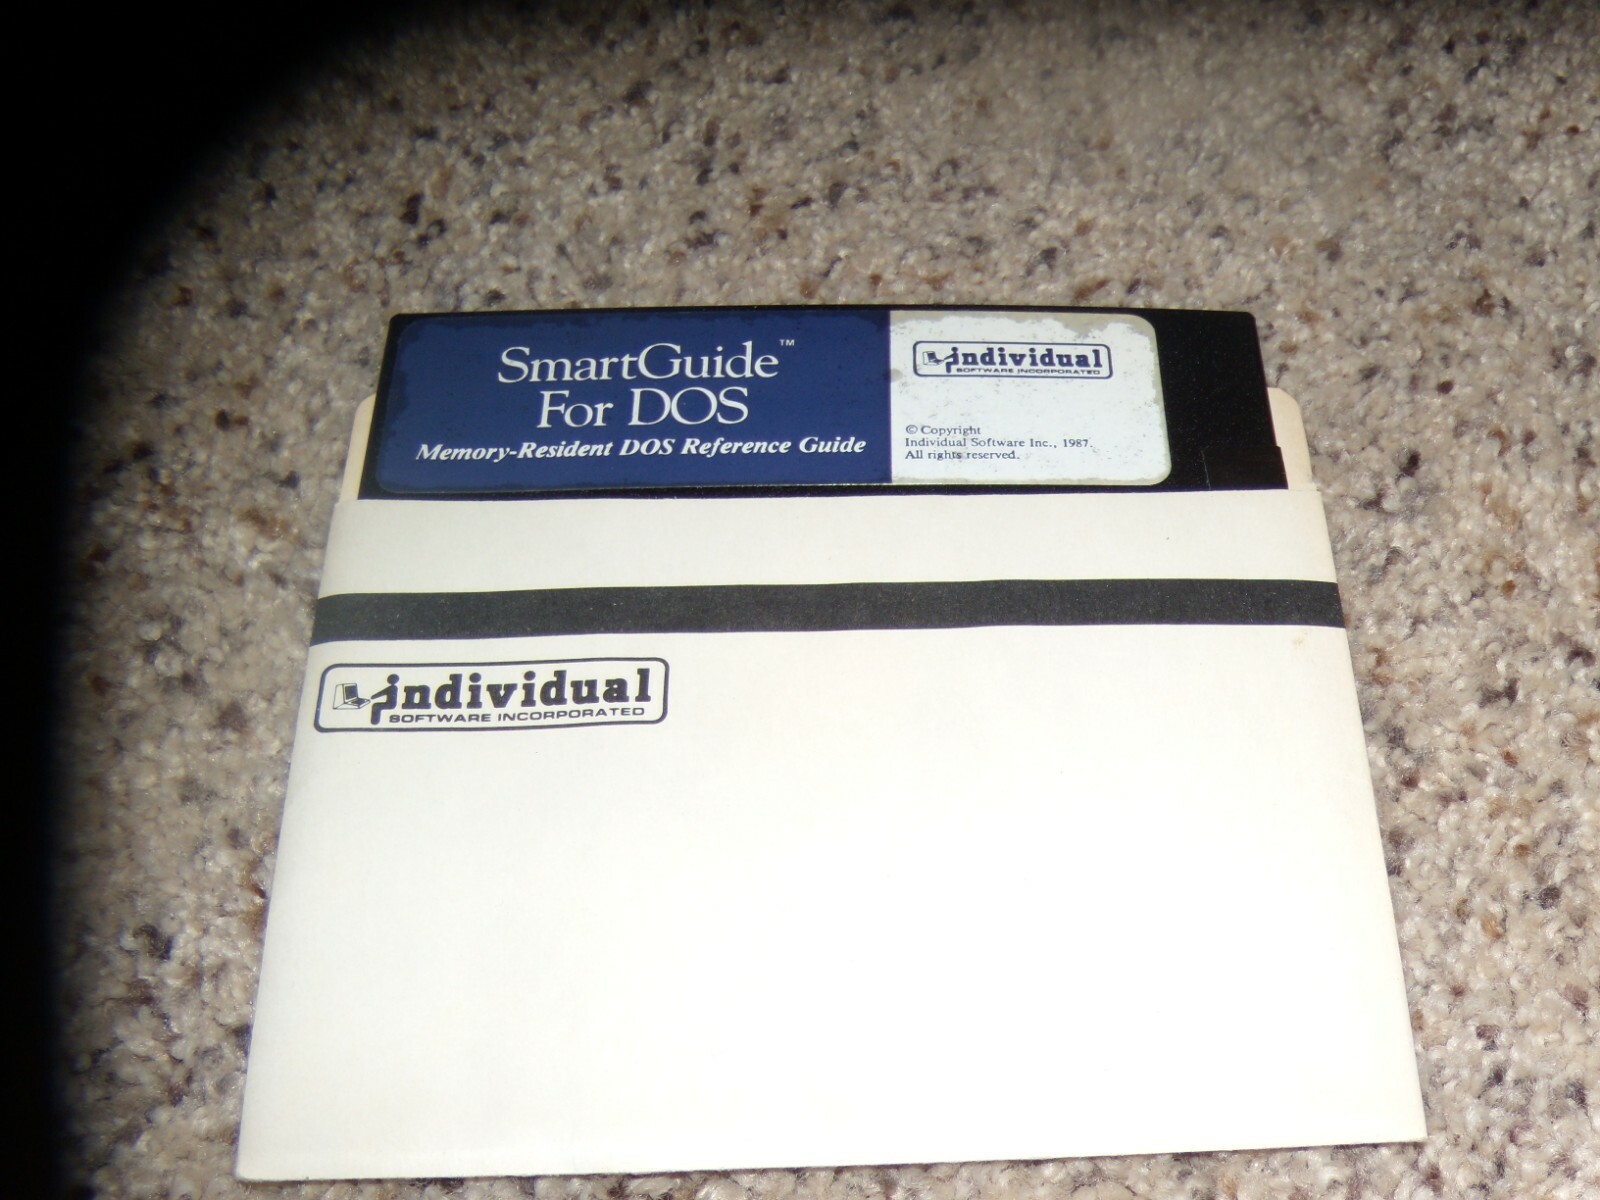 SmartGuide™
For DOS
Memory-Resident DOS Reference Guide
individual
SOFTWARE INCORPORATED
© Copyright
Individual Software Inc., 1987.
All rights reserved.
individual
SOFTWARE INCORPORATED